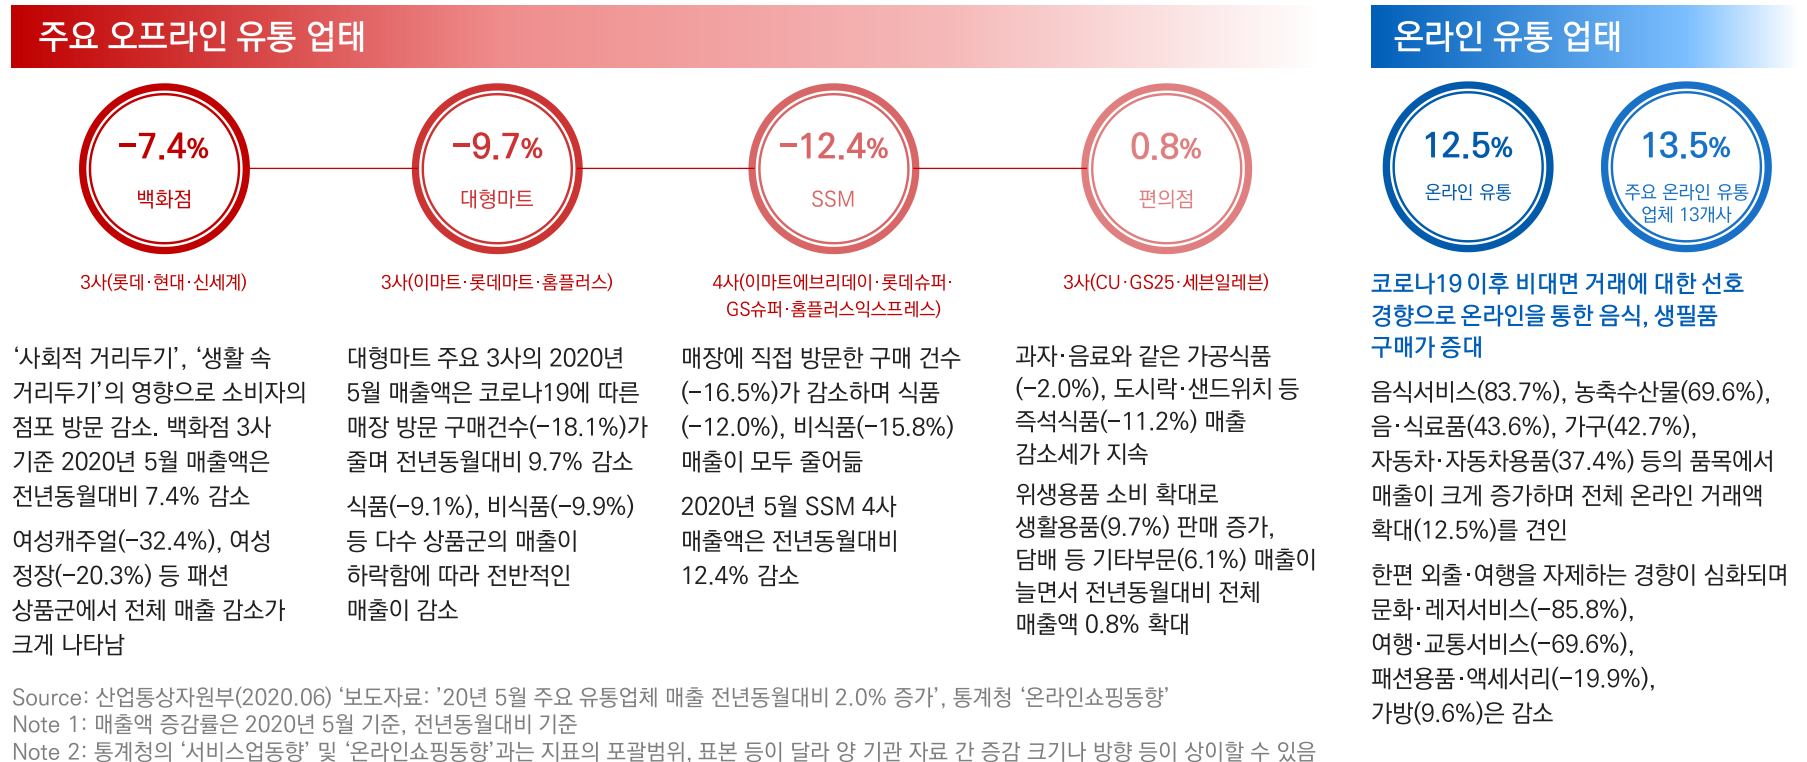 주요 오프라인 유통 업태
-7.4%
백화점
3사(롯데·현대·신세계)
‘사회적 거리두기’, ‘생활 속
거리두기’의 영향으로 소비자의
점포 방문 감소. 백화점 3사
기준 2020년 5월 매출액은
전년동월대비 7.4% 감소
여성캐주얼(-32.4%), 여성
정장(-20.3%) 등 패션
상품군에서 전체 매출 감소가
크게 나타남
-9.7%
대형마트
3사(이마트·롯데마트·홈플러스)
대형마트 주요 3사의 2020년
5월 매출액은 코로나19에 따른
매장 방문 구매건수(-18.1%)가
줄며 전년동월대비 9.7% 감소
식품(-9.1%), 비식품(-9.9%)
등 다수 상품군의 매출이
하락함에 따라 전반적인
매출이 감소
-12.4%
SSM
4사(이마트에브리데이·롯데슈퍼·
GS슈퍼·홈플러스익스프레스)
매장에 직접 방문한 구매 건수
(-16.5%)가 감소하며 식품
(-12.0%), 비식품(-15.8%)
매출이 모두 줄어듦
2020년 5월 SSM 4사
매출액은 전년동월대비
12.4% 감소
0.8%
편의점
3사(CU·GS25·세븐일레븐)
과자·음료와 같은 가공식품
(-2.0%), 도시락·샌드위치 등
즉석식품(-11.2%) 매출
감소세가 지속
위생용품 소비 확대로
생활용품(9.7%) 판매 증가,
담배 등 기타부문(6.1%) 매출이
늘면서 전년동월대비 전체
매출액 0.8% 확대
온라인 유통 업태
12.5%
온라인 유통
13.5%
주요 온라인 유통
업체 13개사
코로나19 이후 비대면 거래에 대한 선호
경향으로 온라인을 통한 음식, 생필품
구매가 증대
음식서비스(83.7%), 농축수산물(69.6%),
음·식료품(43.6%), 가구(42.7%),
자동차·자동차용품(37.4%) 등의 품목에서
매출이 크게 증가하며 전체 온라인 거래액
확대(12.5%)를 견인
한편 외출·여행을 자제하는 경향이 심화되며
문화·레저서비스(-85.8%),
여행·교통서비스(-69.6%),
패션용품·액세서리(-19.9%),
가방(9.6%)은 감소
Source: 산업통상자원부(2020.06) ‘보도자료: ’20년 5월 주요 유통업체 매출 전년동월대비 2.0% 증가’, 통계청 ‘온라인쇼핑동향’
Note 1: 매출액 증감률은 2020년 5월 기준, 전년동월대비 기준
Note 2: 통계청의 ‘서비스업동향’ 및 ‘온라인쇼핑동향’과는 지표의 포괄범위, 표본 등이 달라 양 기관 자료 간 증감 크기나 방향 등이 상이할 수 있음